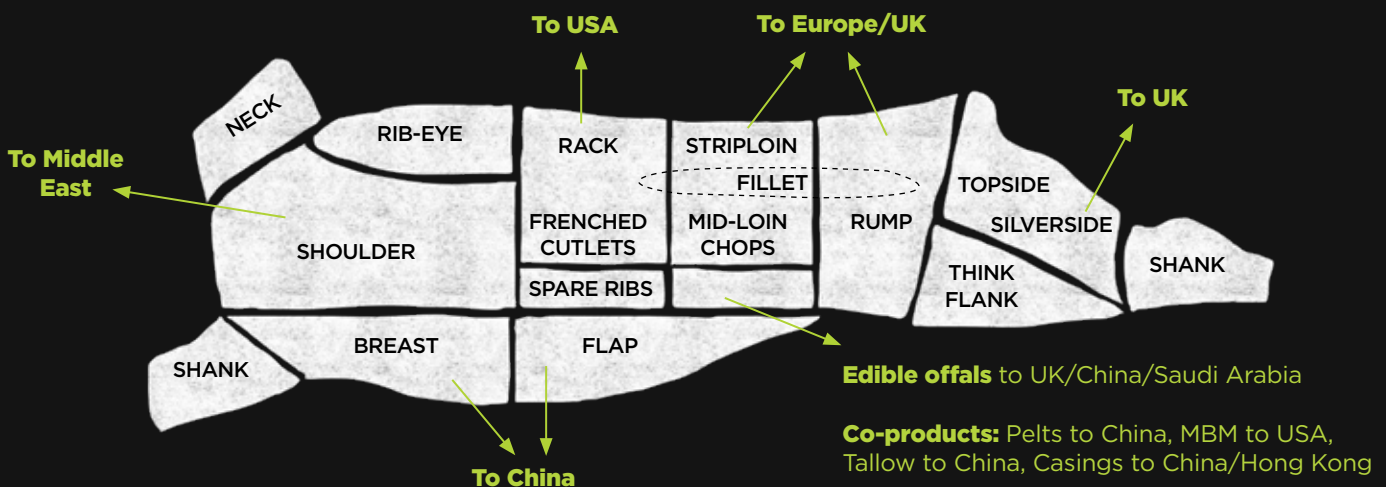 To USA
To Europe/UK
To UK
To Middle
East
NECK
RIB-EYE
RACK
STRIPLOIN
FILLET
TOPSIDE
SILVERSIDE
SHOULDER
FRENCHED
CUTLETS
MID-LOIN
CHOPS
RUMP
THINK
FLANK
SHANK
SPARE RIBS
SHANK
BREAST
FLAP
To China
Edible offals to UK/China/Saudi Arabia
Co-products: Pelts to China, MBM to USA,
Tallow to China, Casings to China/Hong Kong